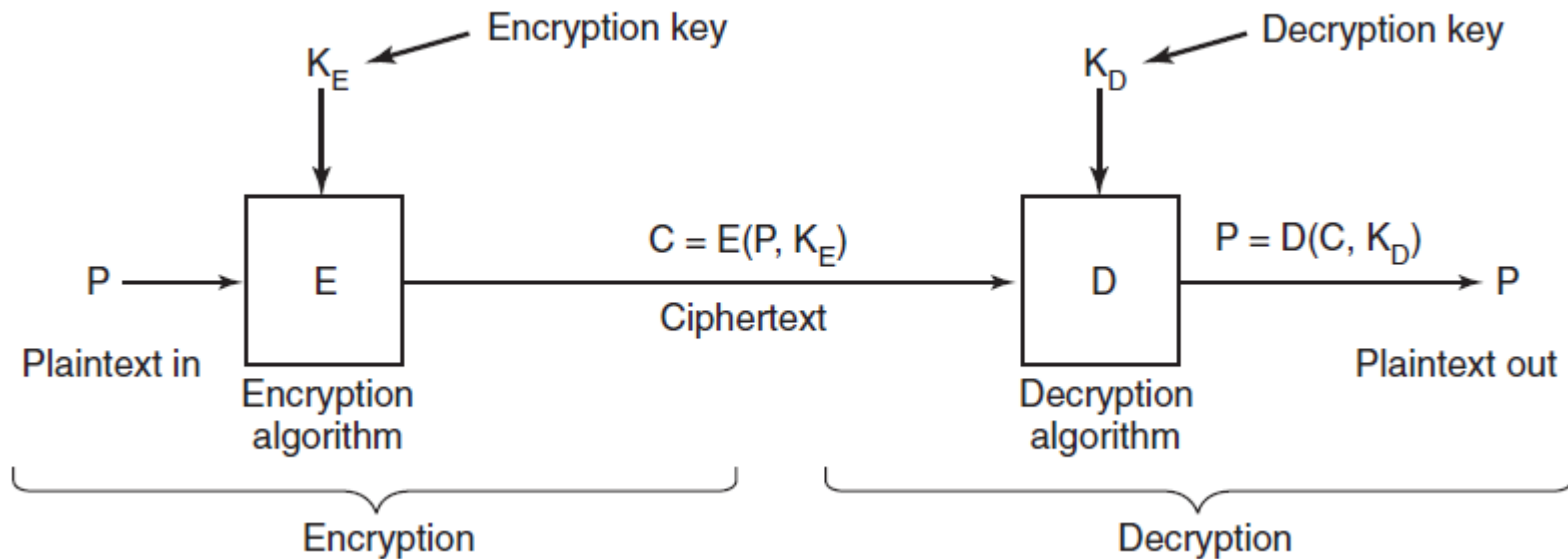 Encryption key
Decryption key
K_E
K_D
C = E(P, K_E)
P = D(C, K_D)
P
E
D
P
Ciphertext
Plaintext in
Plaintext out
Encryption
algorithm
Decryption
algorithm
Encryption
Decryption